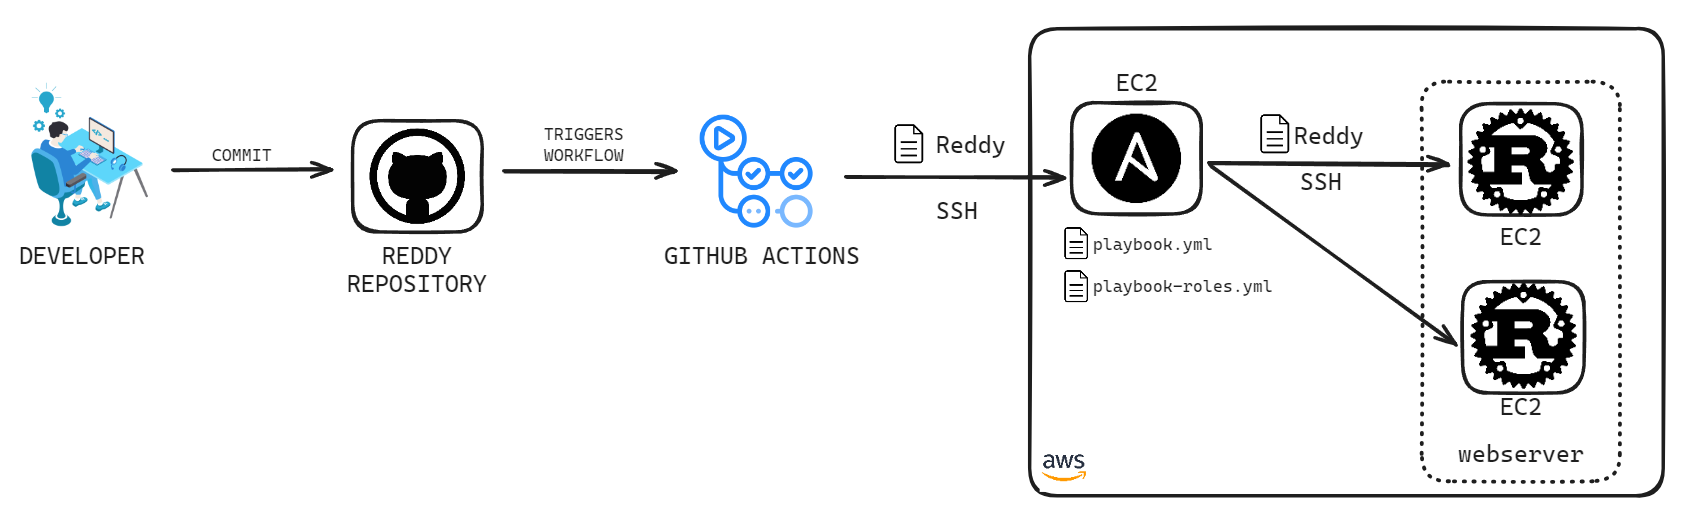 COMMIT
TRIGGERS
WORKFLOW
DEVELOPER
REDDY
REPOSITORY
GITHUB ACTIONS
Reddy
SSH
EC2
playbook.yml
playbook-roles.yml
Reddy
SSH
R
EC2
R
EC2
webserver
aws